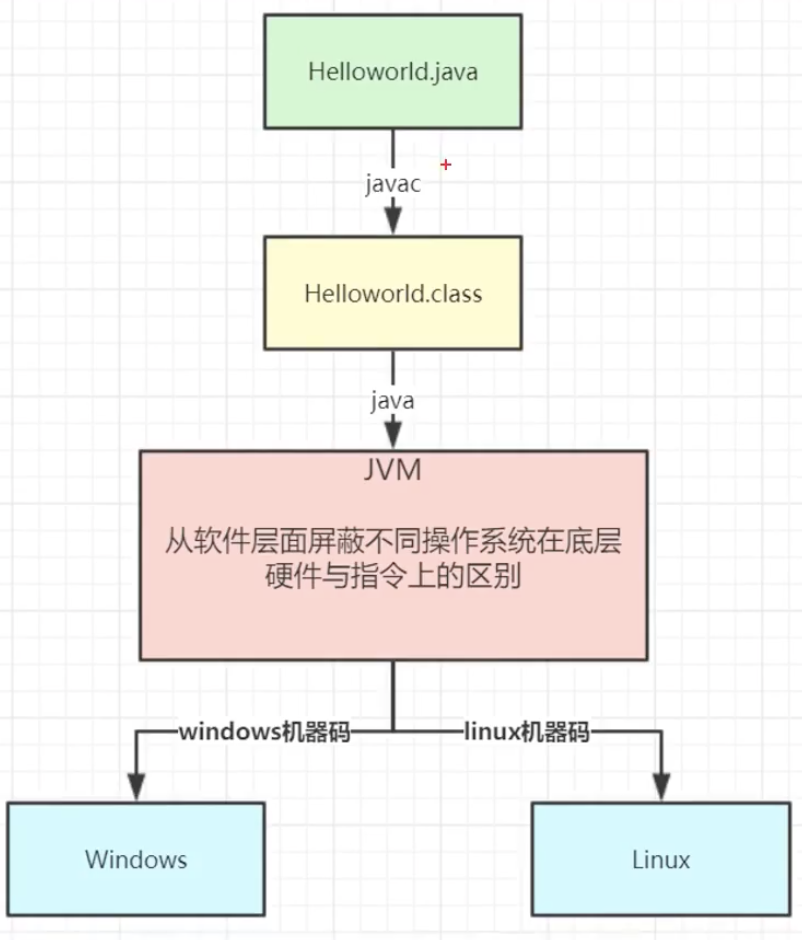 Helloworld.java
javac
Helloworld.class
java
JVM
从软件层面屏蔽不同操作系统在底层
硬件与指令上的区别
windows机器码
linux机器码
Windows
Linux